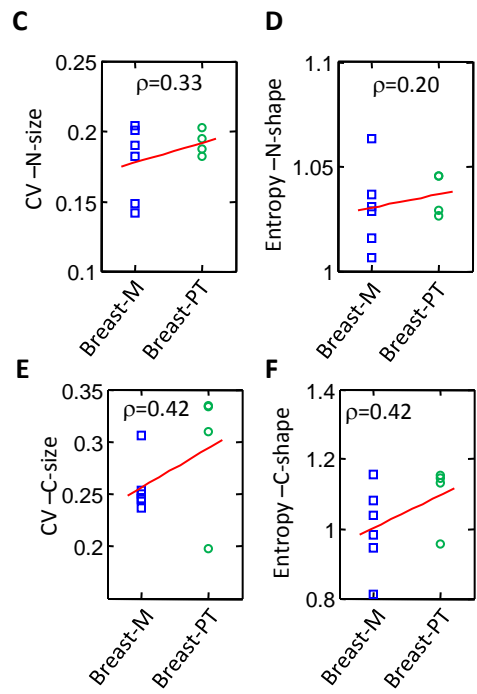 C
0.25
0.2
0.15
0.1
CV –N-size
ρ=0.33
Breast-M
Breast-PT
D
1.1
1.05
1
Entropy –N-shape
ρ=0.20
Breast-M
Breast-PT
E
0.35
0.3
0.25
0.2
CV –C-size
ρ=0.42
Breast-M
Breast-PT
F
1.4
1.2
1
0.8
Entropy –C-shape
ρ=0.42
Breast-M
Breast-PT